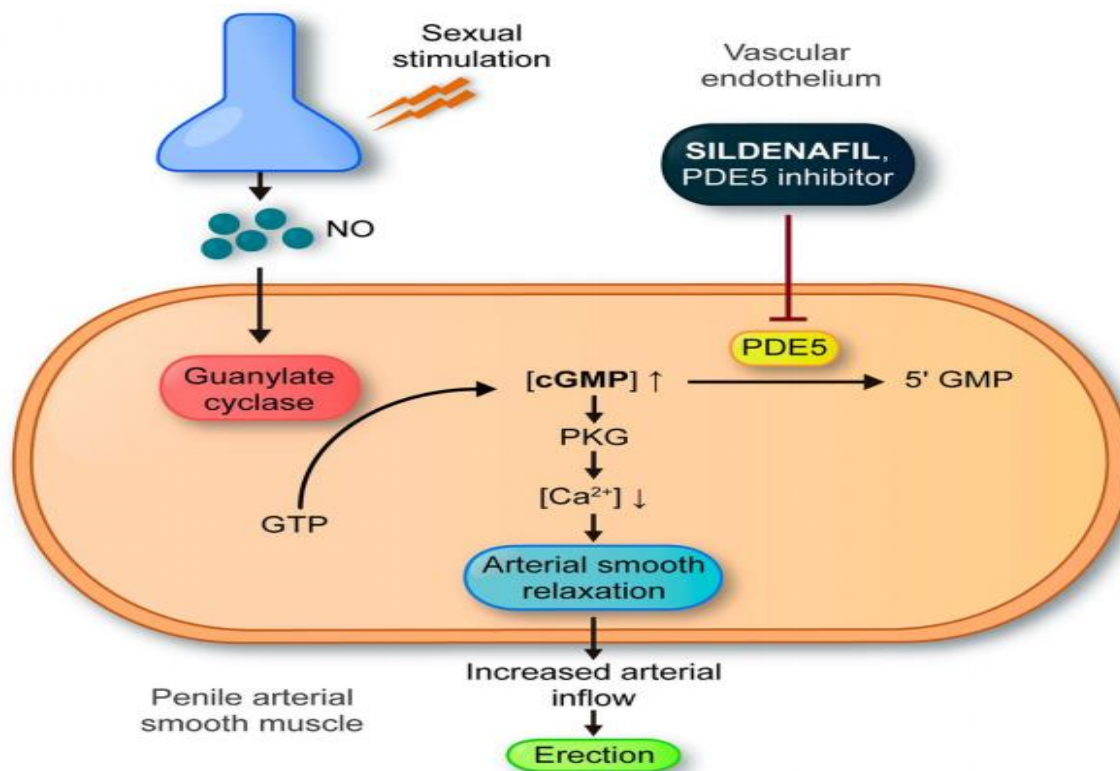 Sexual
stimulation
Vascular
endothelium
SILDENAFIL,
PDE5 inhibitor
NO
PDE5
Guanylate
cyclase
[cGMP] ↑
5' GMP
PKG
[Ca²⁺] ↓
GTP
Arterial smooth
relaxation
Increased arterial
inflow
Penile arterial
smooth muscle
Erection